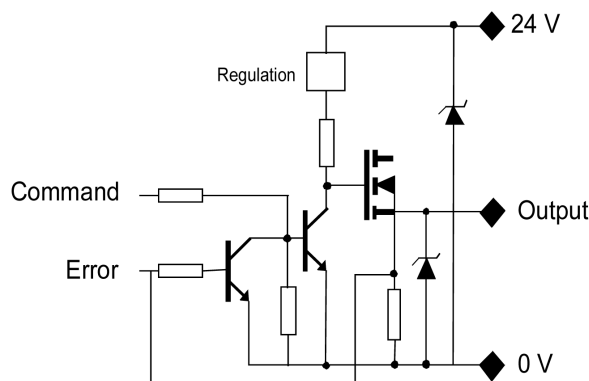 24 V
Regulation
Command
Output
Error
0 V